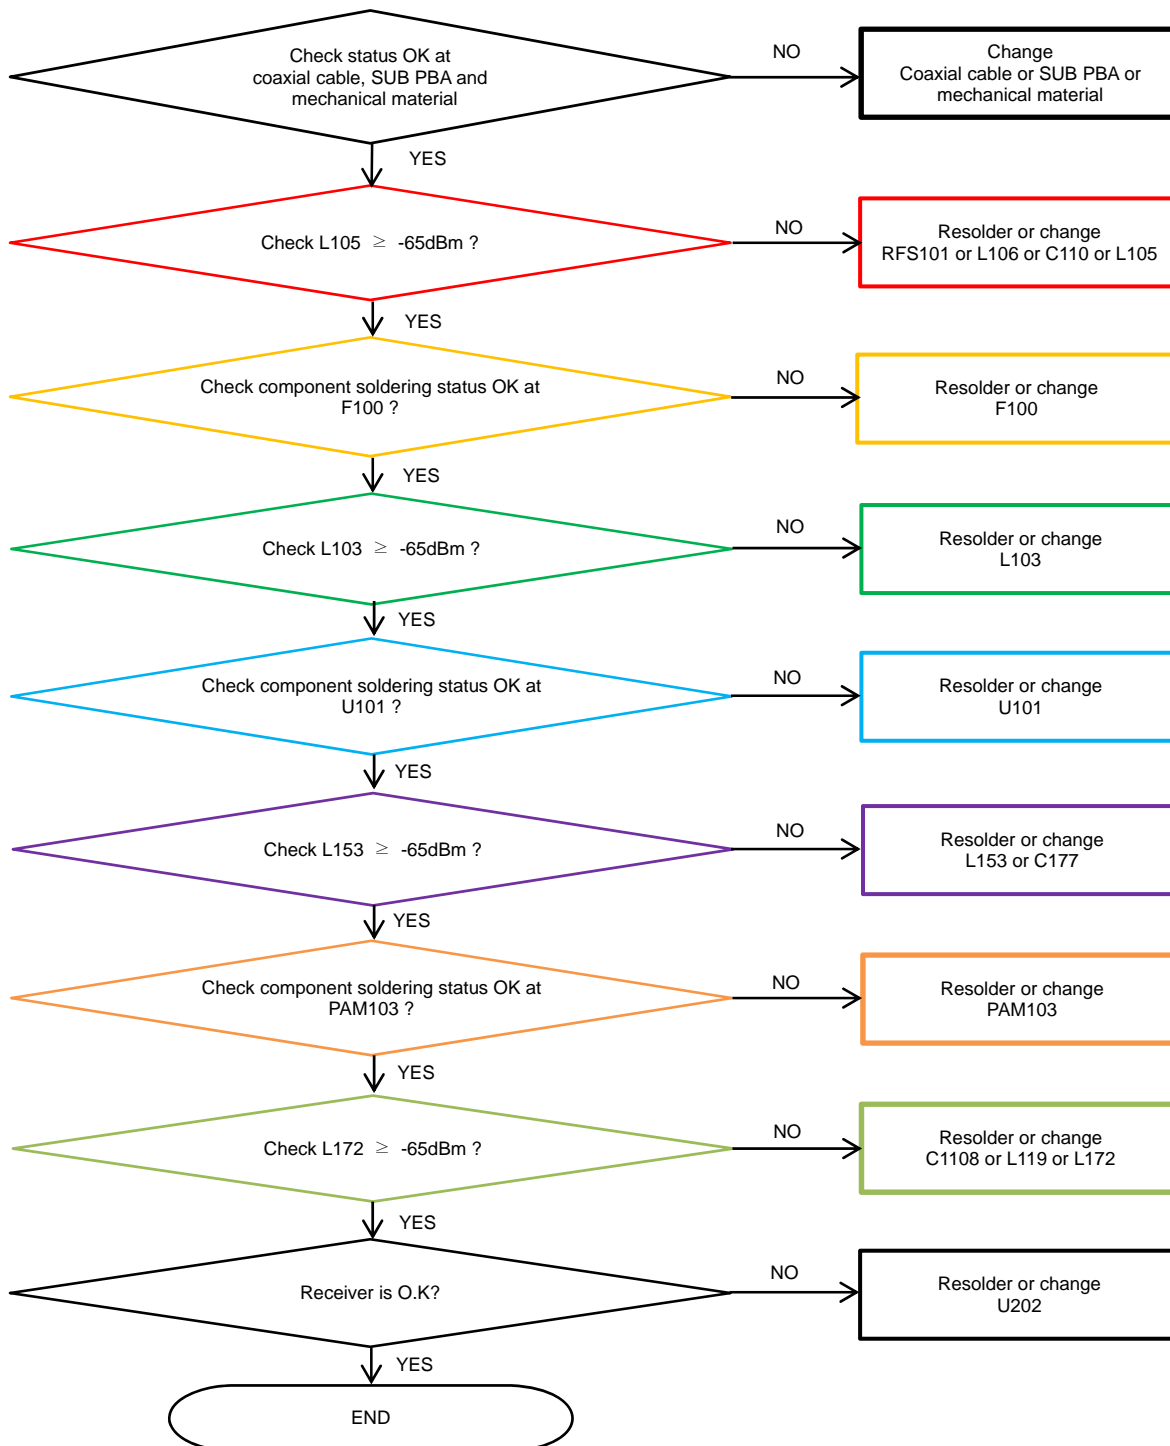 Check status OK at
coaxial cable, SUB PBA and
mechanical material
NO
Change
Coaxial cable or SUB PBA or
mechanical material
YES
Check L105 ≥ -65dBm ?
NO
Resolder or change
RFS101 or L106 or C110 or L105
YES
Check component soldering status OK at
F100 ?
NO
Resolder or change
F100
YES
Check L103 ≥ -65dBm ?
NO
Resolder or change
L103
YES
Check component soldering status OK at
U101 ?
NO
Resolder or change
U101
YES
Check L153 ≥ -65dBm ?
NO
Resolder or change
L153 or C177
YES
Check component soldering status OK at
PAM103 ?
NO
Resolder or change
PAM103
YES
Check L172 ≥ -65dBm ?
NO
Resolder or change
C1108 or L119 or L172
YES
Receiver is O.K?
NO
Resolder or change
U202
YES
END